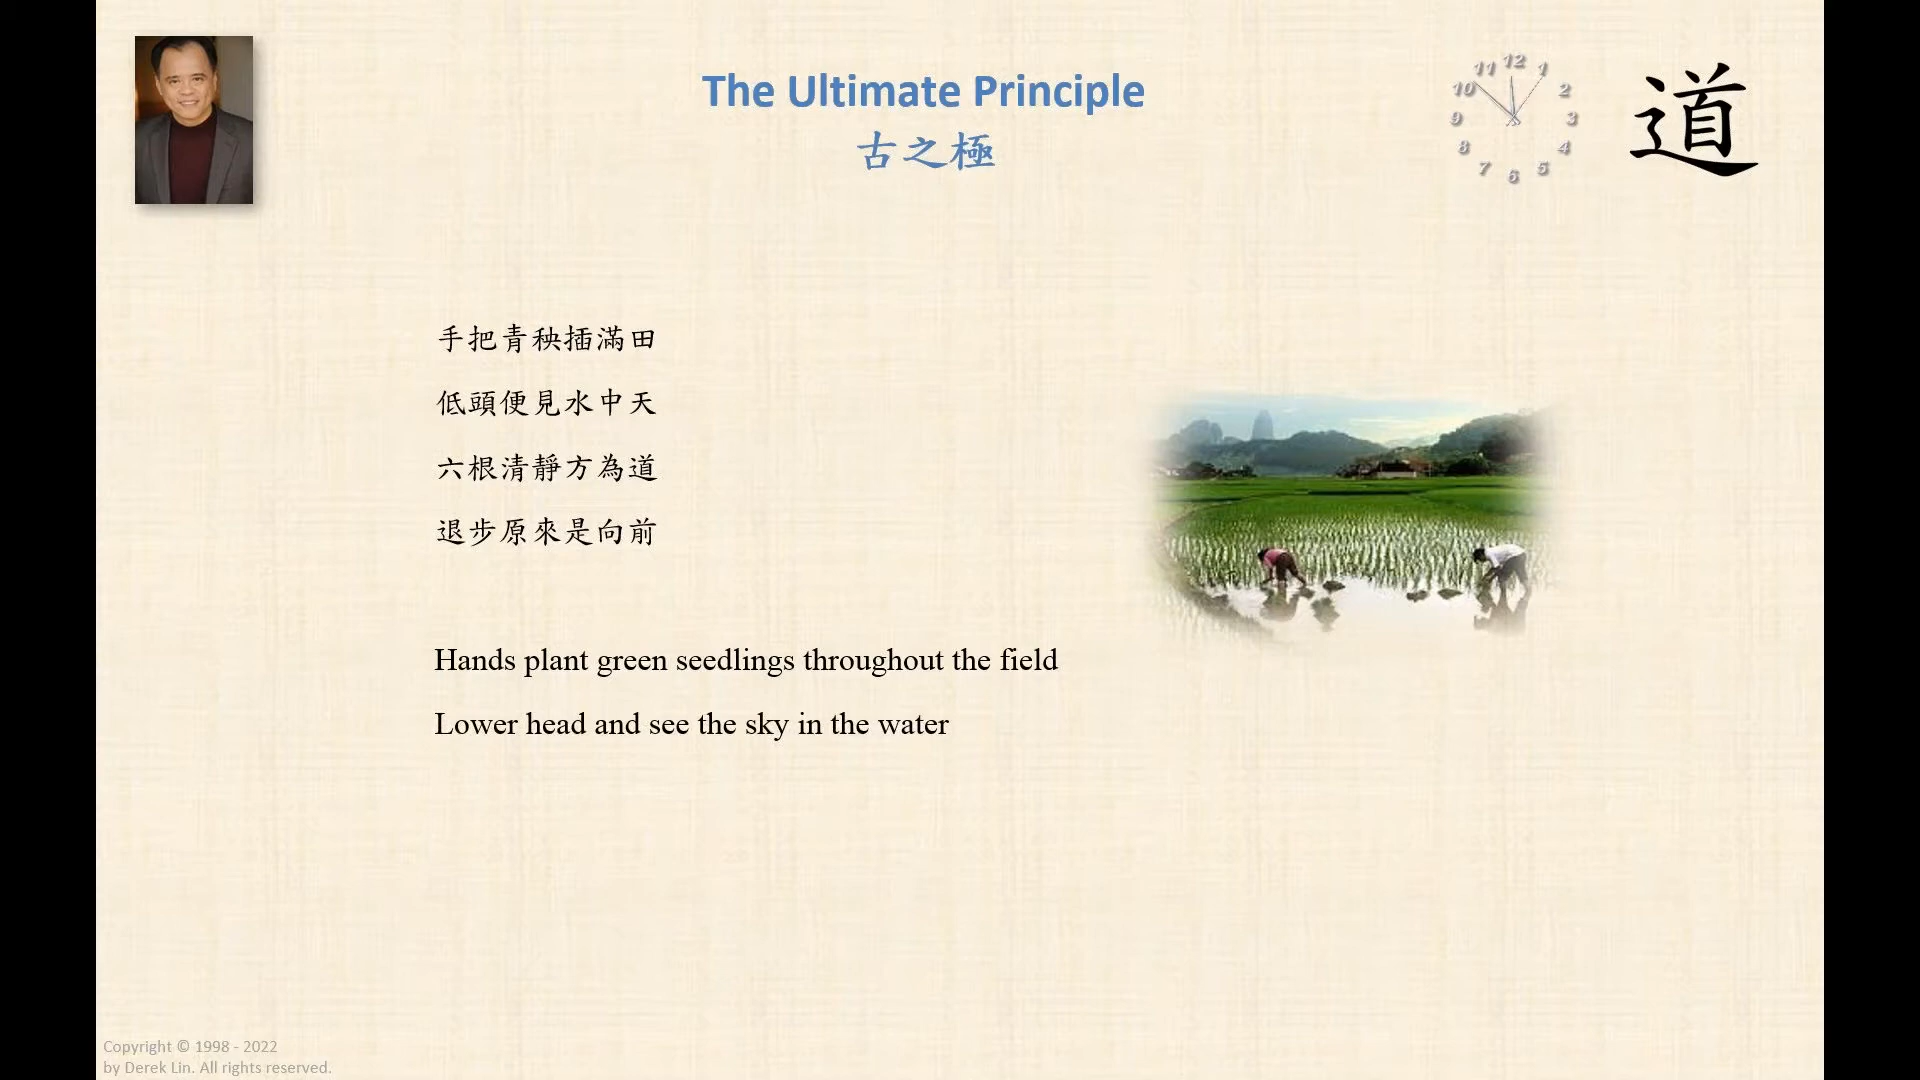 The Ultimate Principle
古之極
11 12 1
10 2
9 3
8 4
7 6 5
道
手把青秧插滿田
低頭便見水中天
六根清靜方為道
退步原來是向前
Hands plant green seedlings throughout the field
Lower head and see the sky in the water
Copyright © 1998 - 2022
by Derek Lin. All rights reserved.